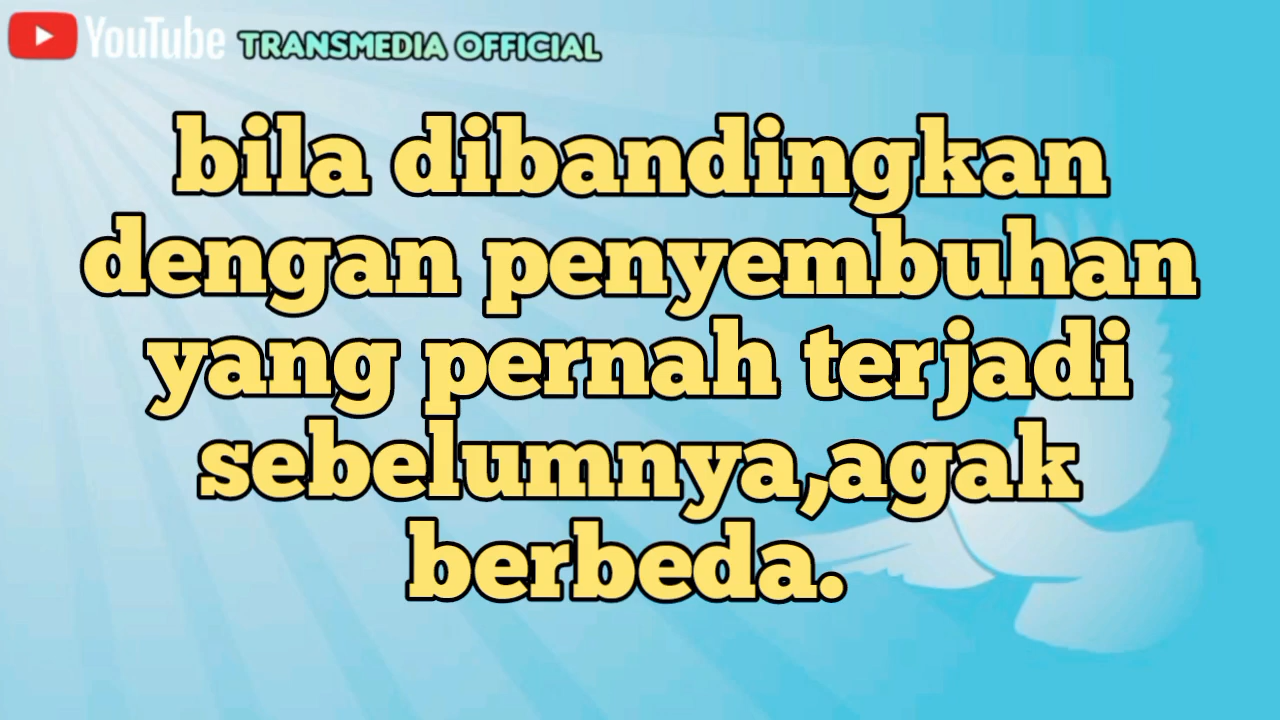 YouTube TRANSMEDIA OFFICIAL
bila dibandingkan
dengan penyembuhan
yang pernah terjadi
sebelumnya,agak
berbeda.